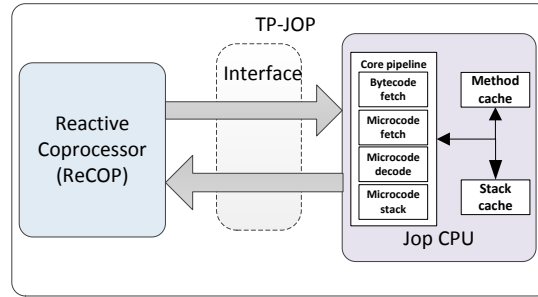 TP-JOP
Interface
Reactive
Coprocessor
(ReCOP)
Core pipeline
Bytecode
fetch
Microcode
fetch
Microcode
decode
Microcode
stack
Method
cache
Stack
cache
Jop CPU